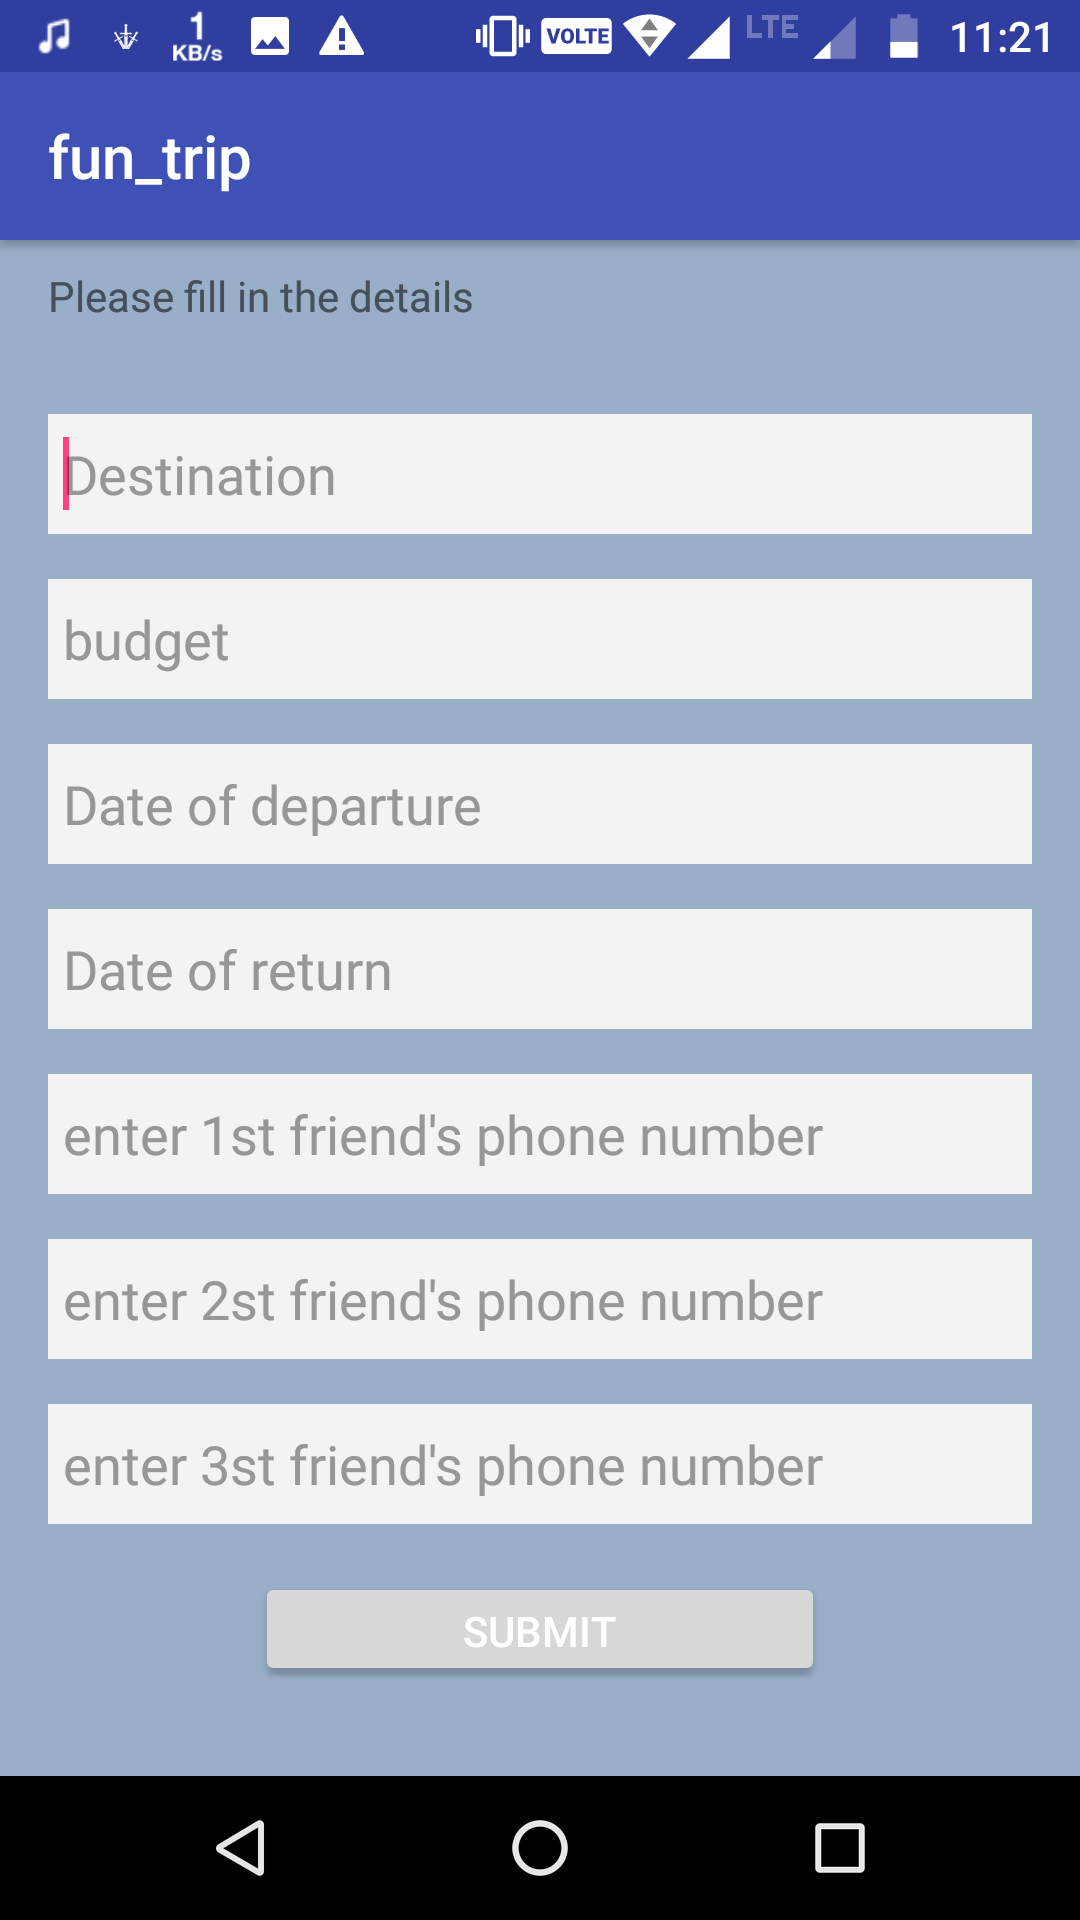 1
KB/s
VOLTE
LTE
11:21
fun_trip
Please fill in the details
Destination
budget
Date of departure
Date of return
enter 1st friend's phone number
enter 2st friend's phone number
enter 3st friend's phone number
SUBMIT